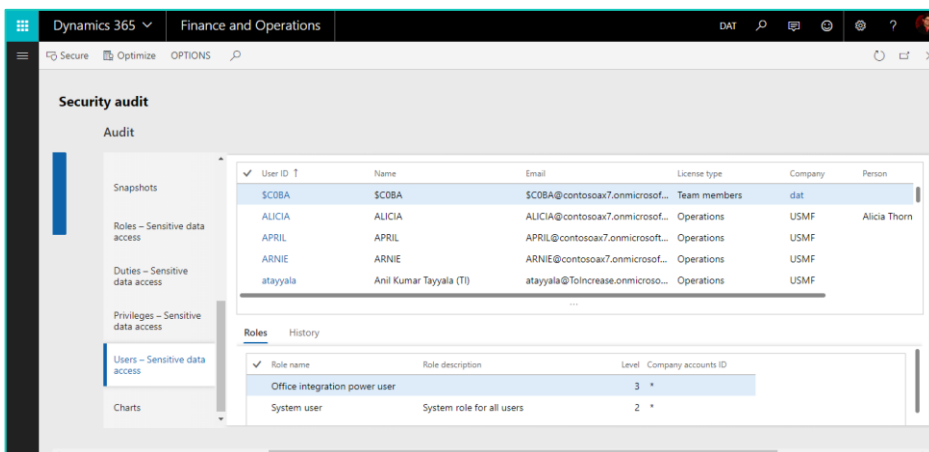 Dynamics 365 Finance and Operations DAT ?
Secure Optimize OPTIONS
Security audit
Audit
Snapshots
Roles – Sensitive data
access
Duties – Sensitive
data access
Privileges – Sensitive
data access
Users – Sensitive data
access
Charts
User ID ↑ Name Email License type Company Person
$C0BA $C0BA $C0BA@contosoax7.onmicrosof... Team members dat
ALICIA ALICIA ALICIA@contosoax7.onmicrosof... Operations USMF Alicia Thorn
APRIL APRIL APRIL@contosoax7.onmicrosoft... Operations USMF
ARNIE ARNIE ARNIE@contosoax7.onmicrosof... Operations USMF
atayyala Anil Kumar Tayyala (TI) atayyala@ToIncrease.onmicroso... Operations USMF
...
Roles History
Role name Role description Level Company accounts ID
Office integration power user 3 *
System user System role for all users 2 *